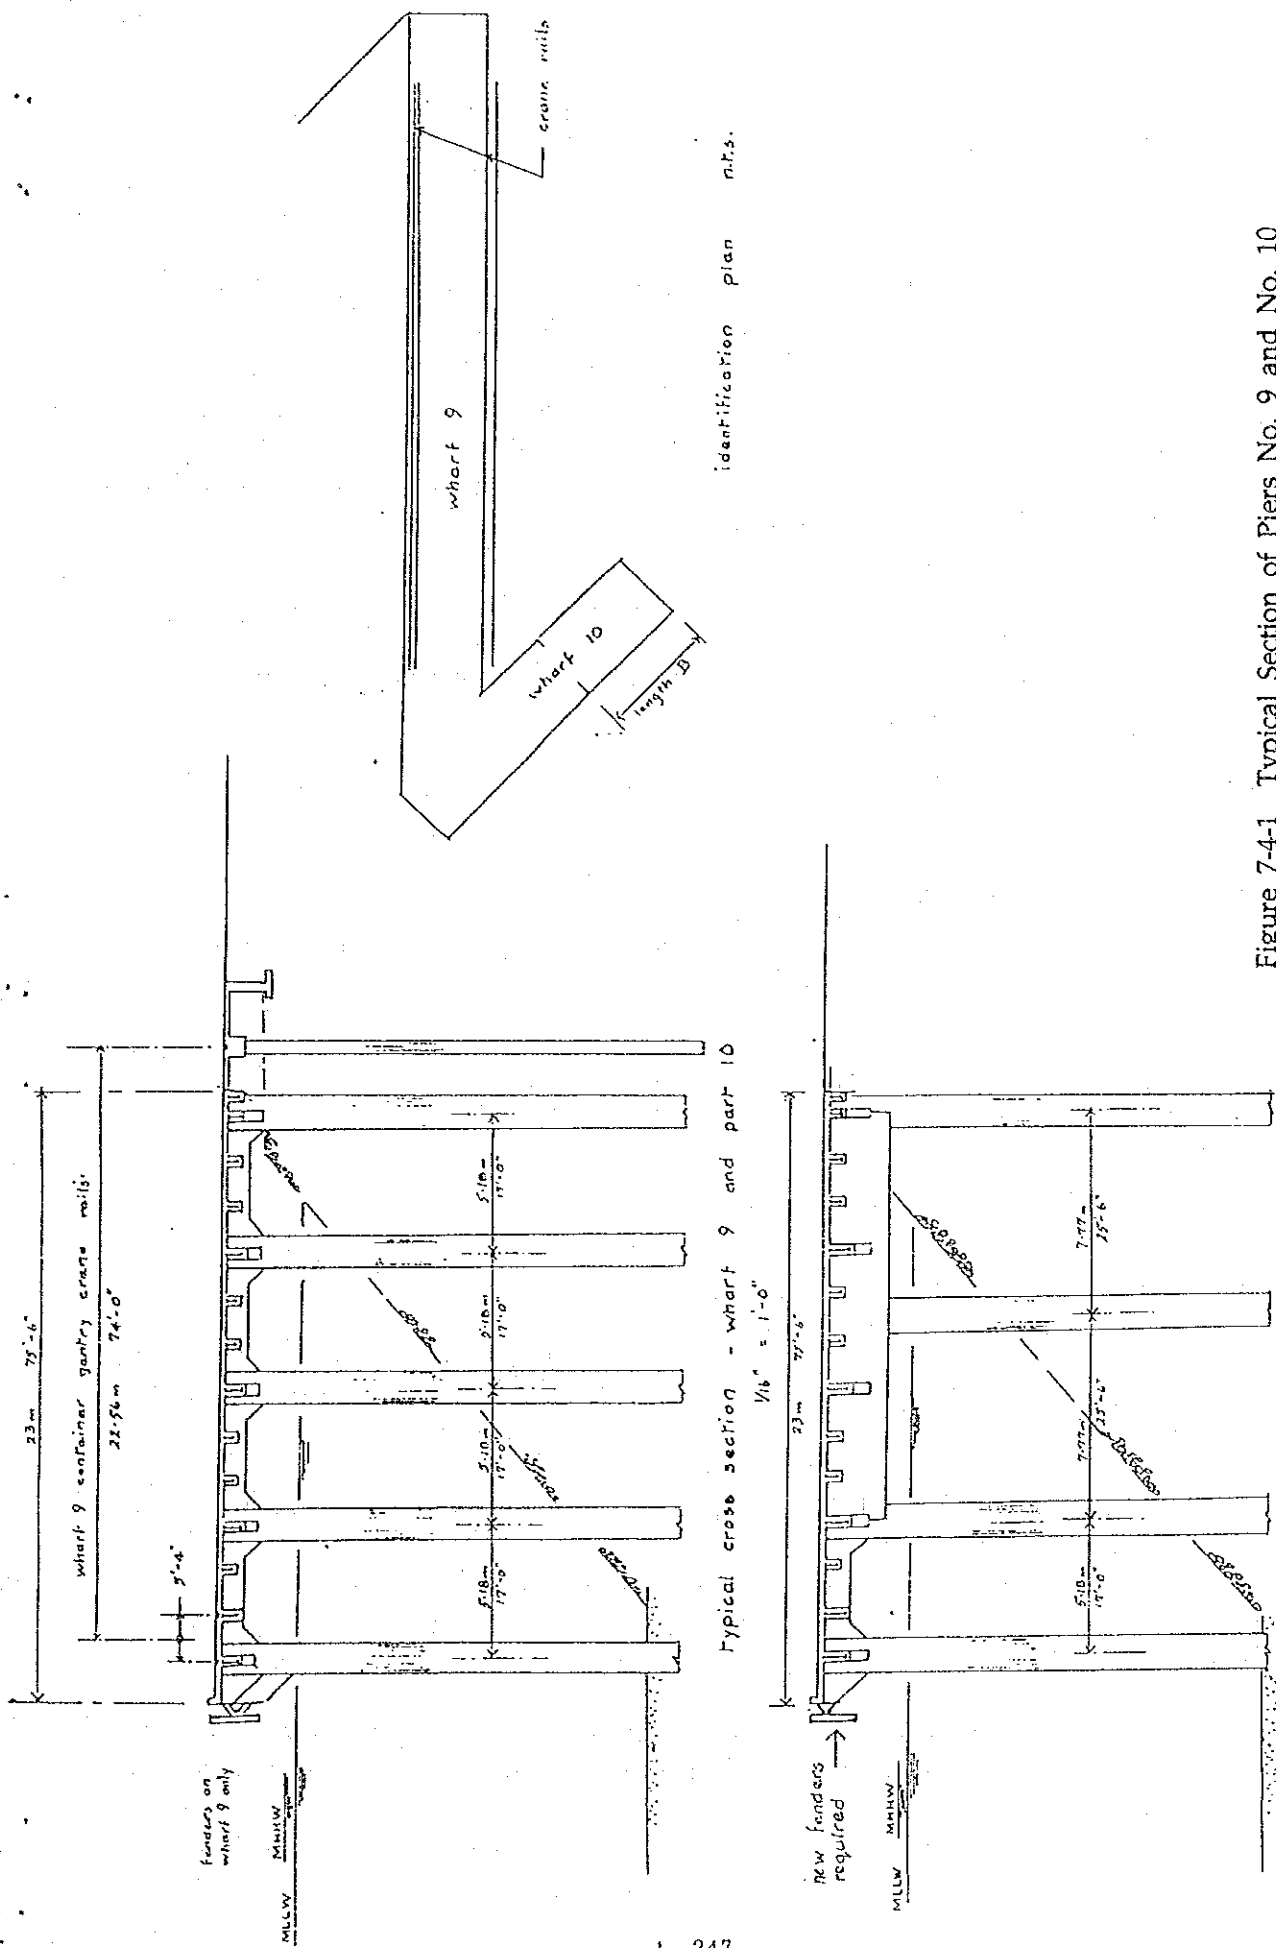 23 m 75'-6"
wharf 9 container gantry crane rails
22.56 m 74'-0"
5'-4"
fenders on
wharf 9 only
MHHW
MLLW
5.18m
17'-0"
5.18m
17'-0"
5.18m
17'-0"
5.18m
17'-0"
typical cross section - wharf 9 and part 10
1/16" = 1'-0"
23 m 75'-6"
new fenders
required
MHHW
MLLW
5.18m
17'-0"
7.77m
25'-6"
7.77m
25'-6"
crane rails
wharf 9
wharf 10
length B
identification plan n.t.s.
Figure 7-4-1 Typical Section of Piers No. 9 and No. 10
247